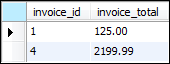 invoice_id invoice_total
1 125.00
4 2199.99